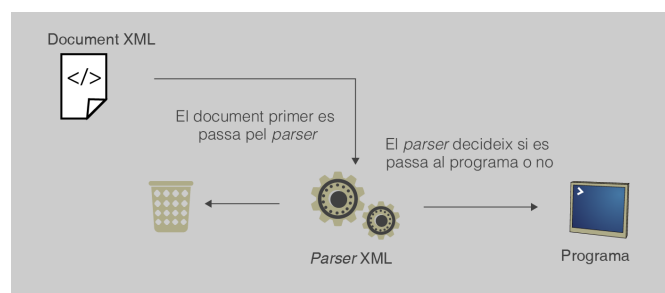 Document XML
</>
El document primer es
passa pel parser
El parser decideix si es
passa al programa o no
Parser XML
Programa